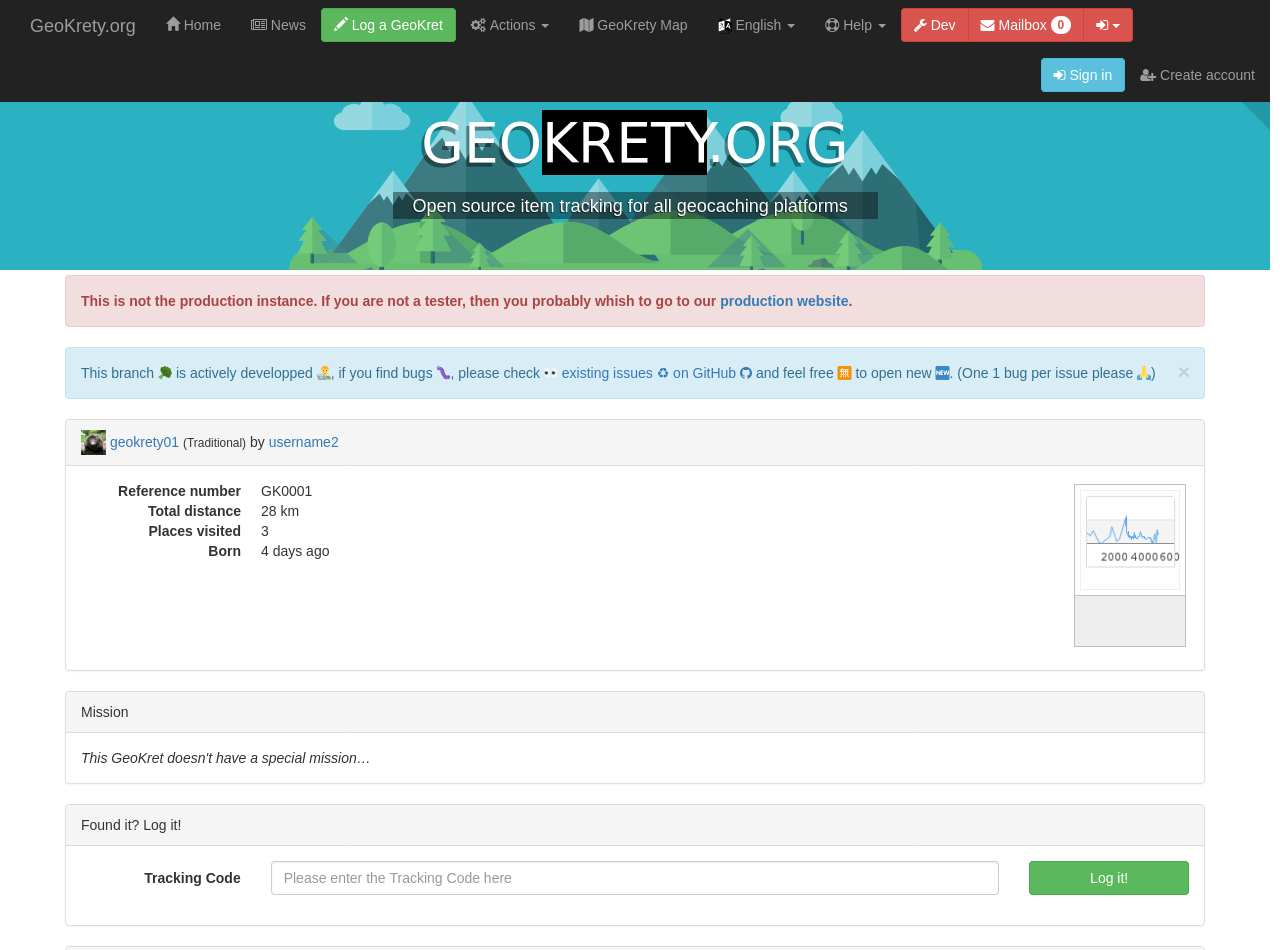 GeoKrety.org Home News Log a GeoKret Actions GeoKrety Map English Help Dev Mailbox 0
Sign in Create account
GEOKRETY.ORG
Open source item tracking for all geocaching platforms
This is not the production instance. If you are not a tester, then you probably whish to go to our production website.
This branch 🥦 is actively developped 👨‍🔬, if you find bugs 🐛, please check 👀 existing issues ♻ on GitHub and feel free 🈚 to open new 🆕. (One 1 bug per issue please 🙏) ×
geokrety01 (Traditional) by username2
Reference number GK0001
Total distance 28 km
Places visited 3
Born 4 days ago
2000 4000 600
Mission
This GeoKret doesn't have a special mission…
Found it? Log it!
Tracking Code Please enter the Tracking Code here Log it!